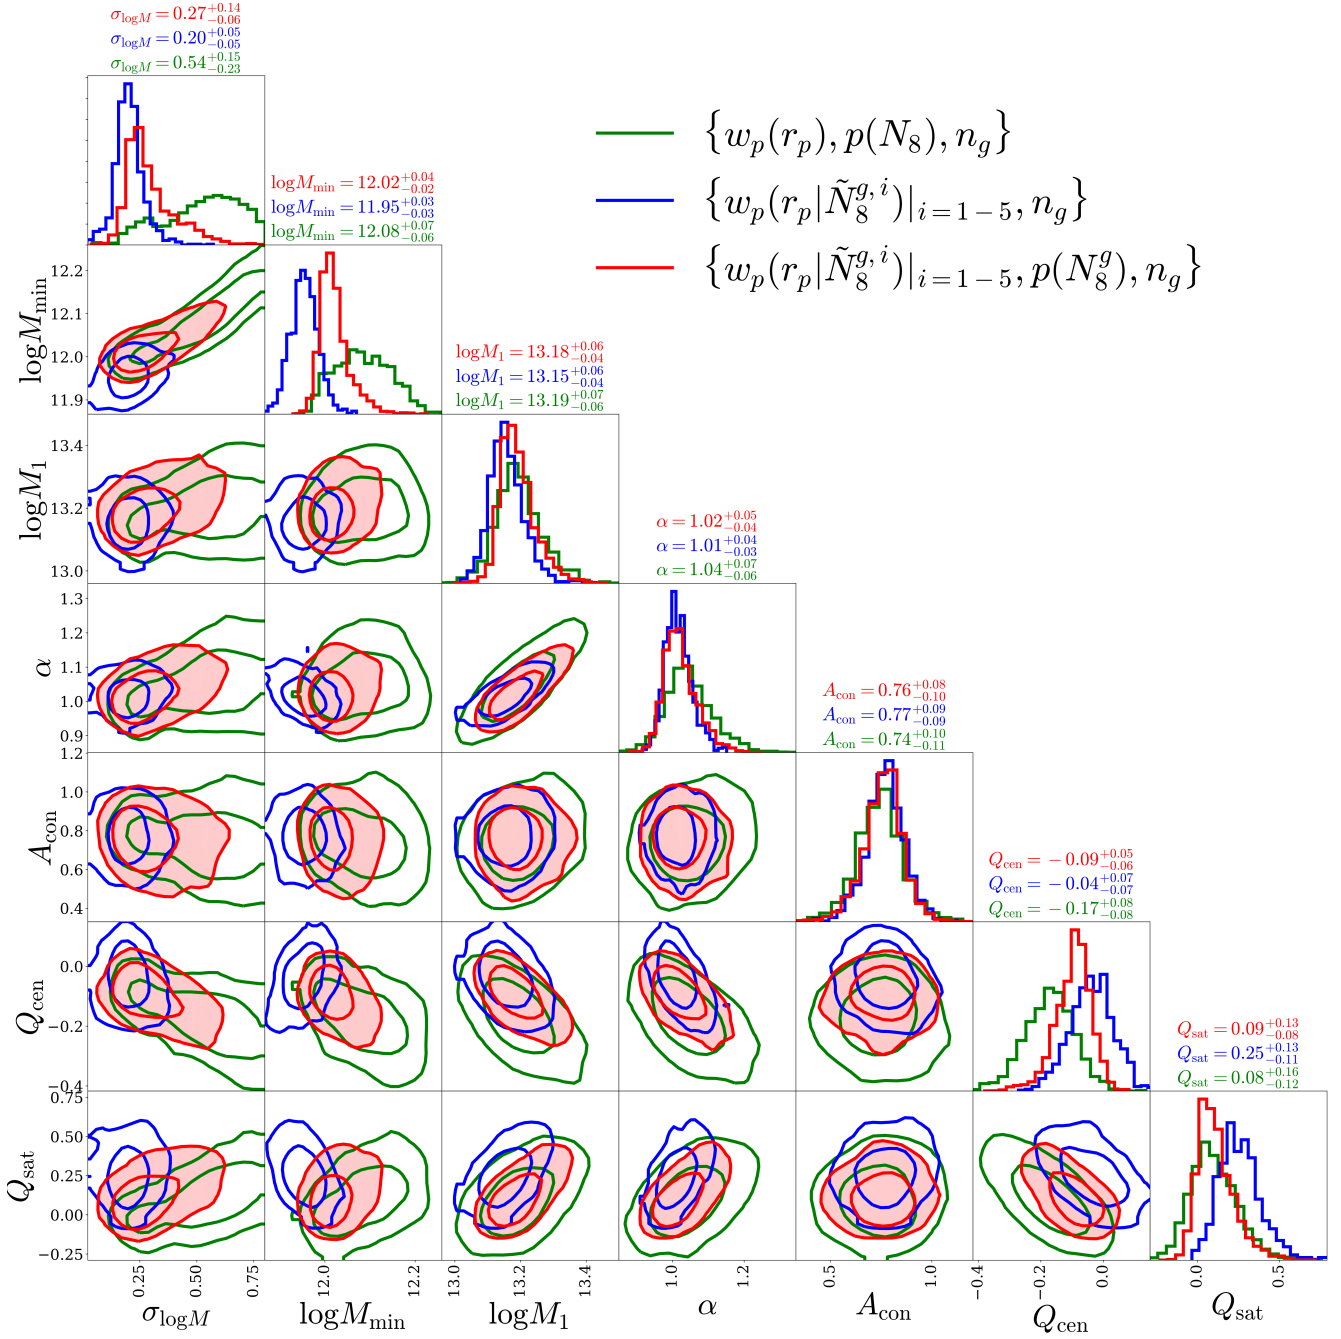 σ_logM = 0.27^{+0.14}_{−0.06}
σ_logM = 0.20^{+0.05}_{−0.05}
σ_logM = 0.54^{+0.15}_{−0.23}
{w_p(r_p), p(N_8), n_g}
{w_p(r_p|Ñ_8^{g,i})|_{i=1−5}, n_g}
{w_p(r_p|Ñ_8^{g,i})|_{i=1−5}, p(N_8^g), n_g}
logM_min = 12.02^{+0.04}_{−0.02}
logM_min = 11.95^{+0.03}_{−0.03}
logM_min = 12.08^{+0.07}_{−0.06}
logM_min
12.2
12.1
12.0
11.9
logM_1 = 13.18^{+0.06}_{−0.04}
logM_1 = 13.15^{+0.06}_{−0.04}
logM_1 = 13.19^{+0.07}_{−0.06}
logM_1
13.4
13.2
13.0
α = 1.02^{+0.05}_{−0.04}
α = 1.01^{+0.04}_{−0.03}
α = 1.04^{+0.07}_{−0.06}
α
1.3
1.2
1.1
1.0
0.9
A_con = 0.76^{+0.08}_{−0.10}
A_con = 0.77^{+0.09}_{−0.09}
A_con = 0.74^{+0.10}_{−0.11}
A_con
1.2
1.0
0.8
0.6
0.4
Q_cen = −0.09^{+0.05}_{−0.06}
Q_cen = −0.04^{+0.07}_{−0.07}
Q_cen = −0.17^{+0.08}_{−0.08}
Q_cen
0.0
−0.2
−0.4
Q_sat = 0.09^{+0.13}_{−0.08}
Q_sat = 0.25^{+0.13}_{−0.11}
Q_sat = 0.08^{+0.16}_{−0.12}
Q_sat
0.75
0.50
0.25
0.00
−0.25
0.25 0.50 0.75 12.0 12.2 13.0 13.2 13.4 1.0 1.2 0.5 1.0 −0.4 −0.2 0.0 0.0 0.5
σ_logM logM_min logM_1 α A_con Q_cen Q_sat